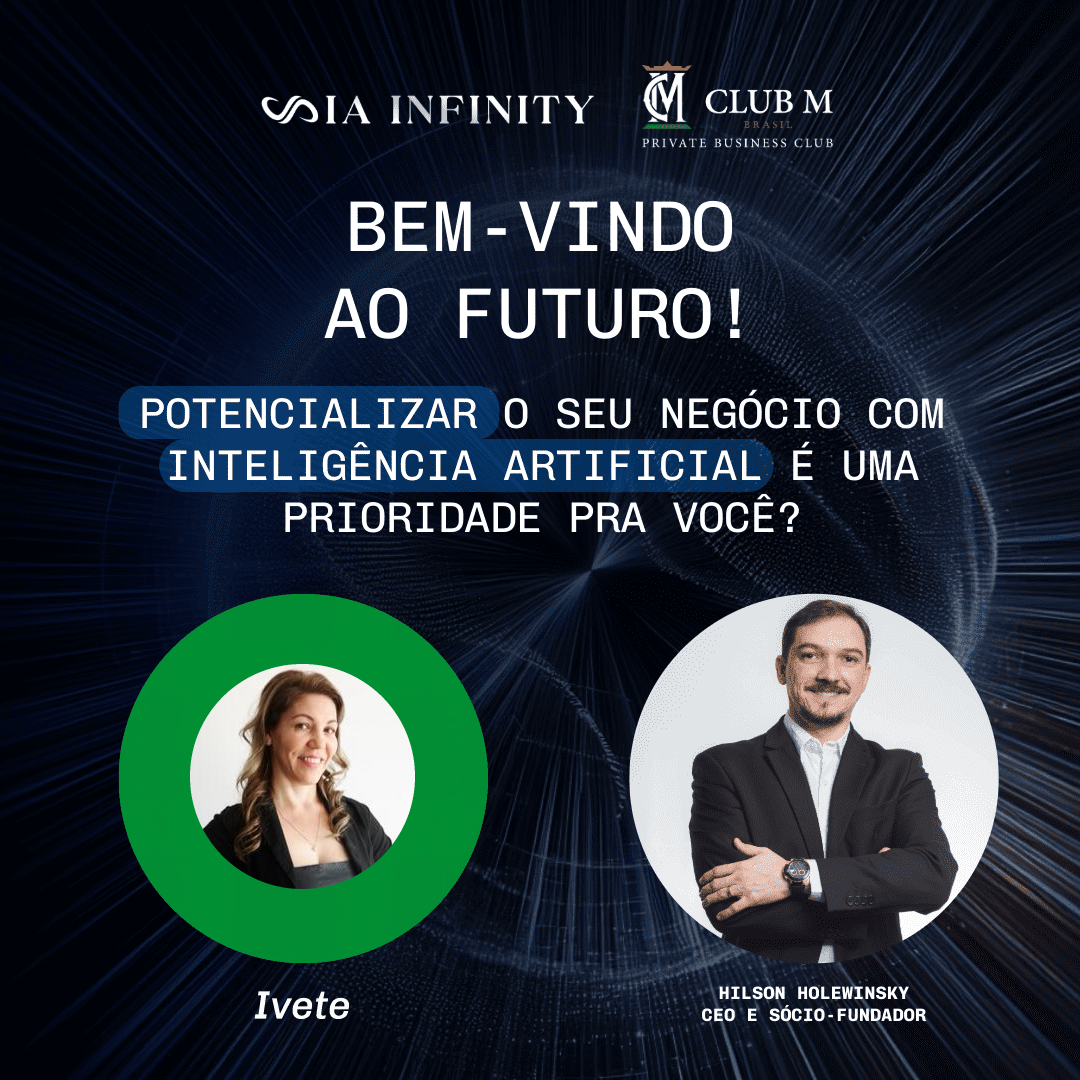 IA INFINITY
CM
CLUB M
BRASIL
PRIVATE BUSINESS CLUB
BEM-VINDO
AO FUTURO!
POTENCIALIZAR O SEU NEGÓCIO COM
INTELIGÊNCIA ARTIFICIAL É UMA
PRIORIDADE PRA VOCÊ?
Ivete
HILSON HOLEWINSKY
CEO E SÓCIO-FUNDADOR